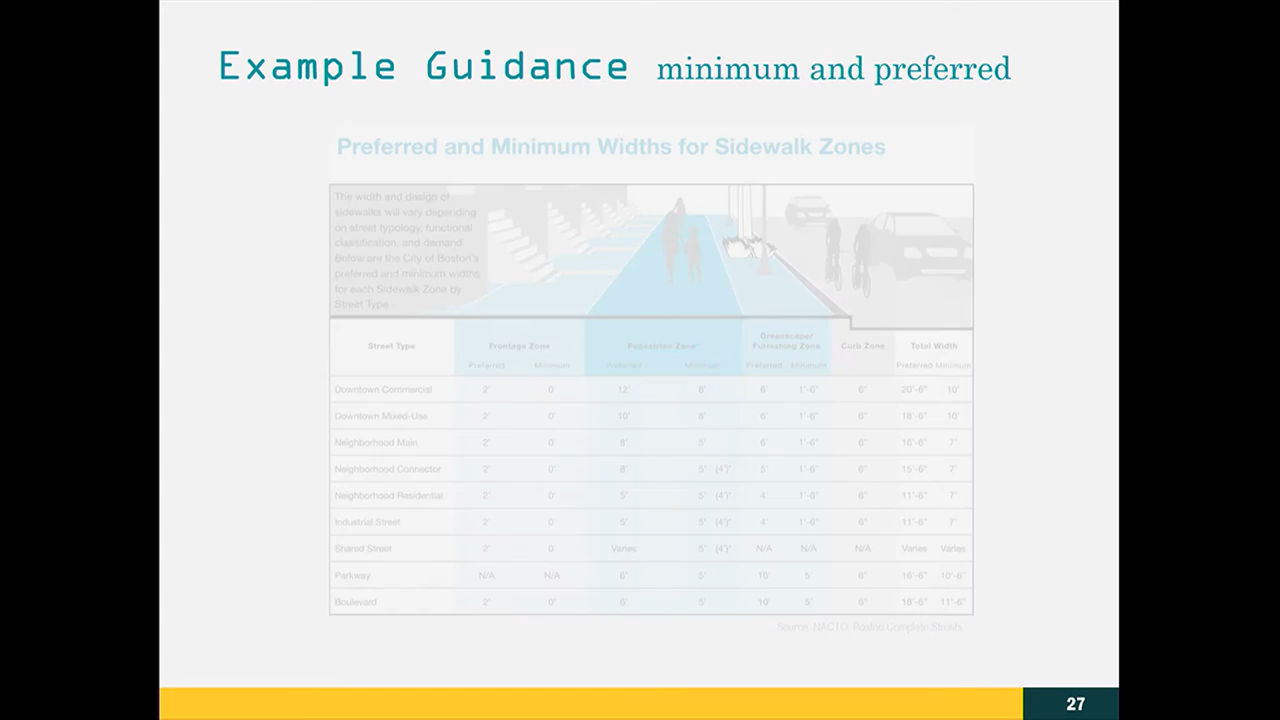 Example Guidance minimum and preferred
Preferred and Minimum Widths for Sidewalk Zones
The width and design of
sidewalks will vary depending
on street typology, functional
classification, and demand.
Below are the City of Boston's
preferred and minimum widths
for each Sidewalk Zone by
Street Type
Street Type Frontage Zone Pedestrian Zone* Greenscape/ Furnishing Zone Curb Zone Total Width
Preferred Minimum Preferred Minimum Preferred Minimum Preferred Minimum
Downtown Commercial 2' 0' 12' 8' 6' 1'-6" 6" 20'-6" 10'
Downtown Mixed-Use 2' 0' 10' 8' 6' 1'-6" 6" 18'-6" 10'
Neighborhood Main 2' 0' 8' 5' 6' 1'-6" 6" 16'-6" 7'
Neighborhood Connector 2' 0' 8' 5' (4')* 5' 1'-6" 6" 15'-6" 7'
Neighborhood Residential 2' 0' 5' 5' (4')* 4' 1'-6" 6" 11'-6" 7'
Industrial Street 2' 0' 5' 5' (4')* 4' 1'-6" 6" 11'-6" 7'
Shared Street 2' 0' Varies 5' (4')* N/A N/A N/A Varies Varies
Parkway N/A N/A 6' 5' 10' 5' 6" 16'-6" 10'-6"
Boulevard 2' 0' 6' 5' 10' 5' 6" 18'-6" 11'-6"
Source: NACTO, Boston Complete Streets
27